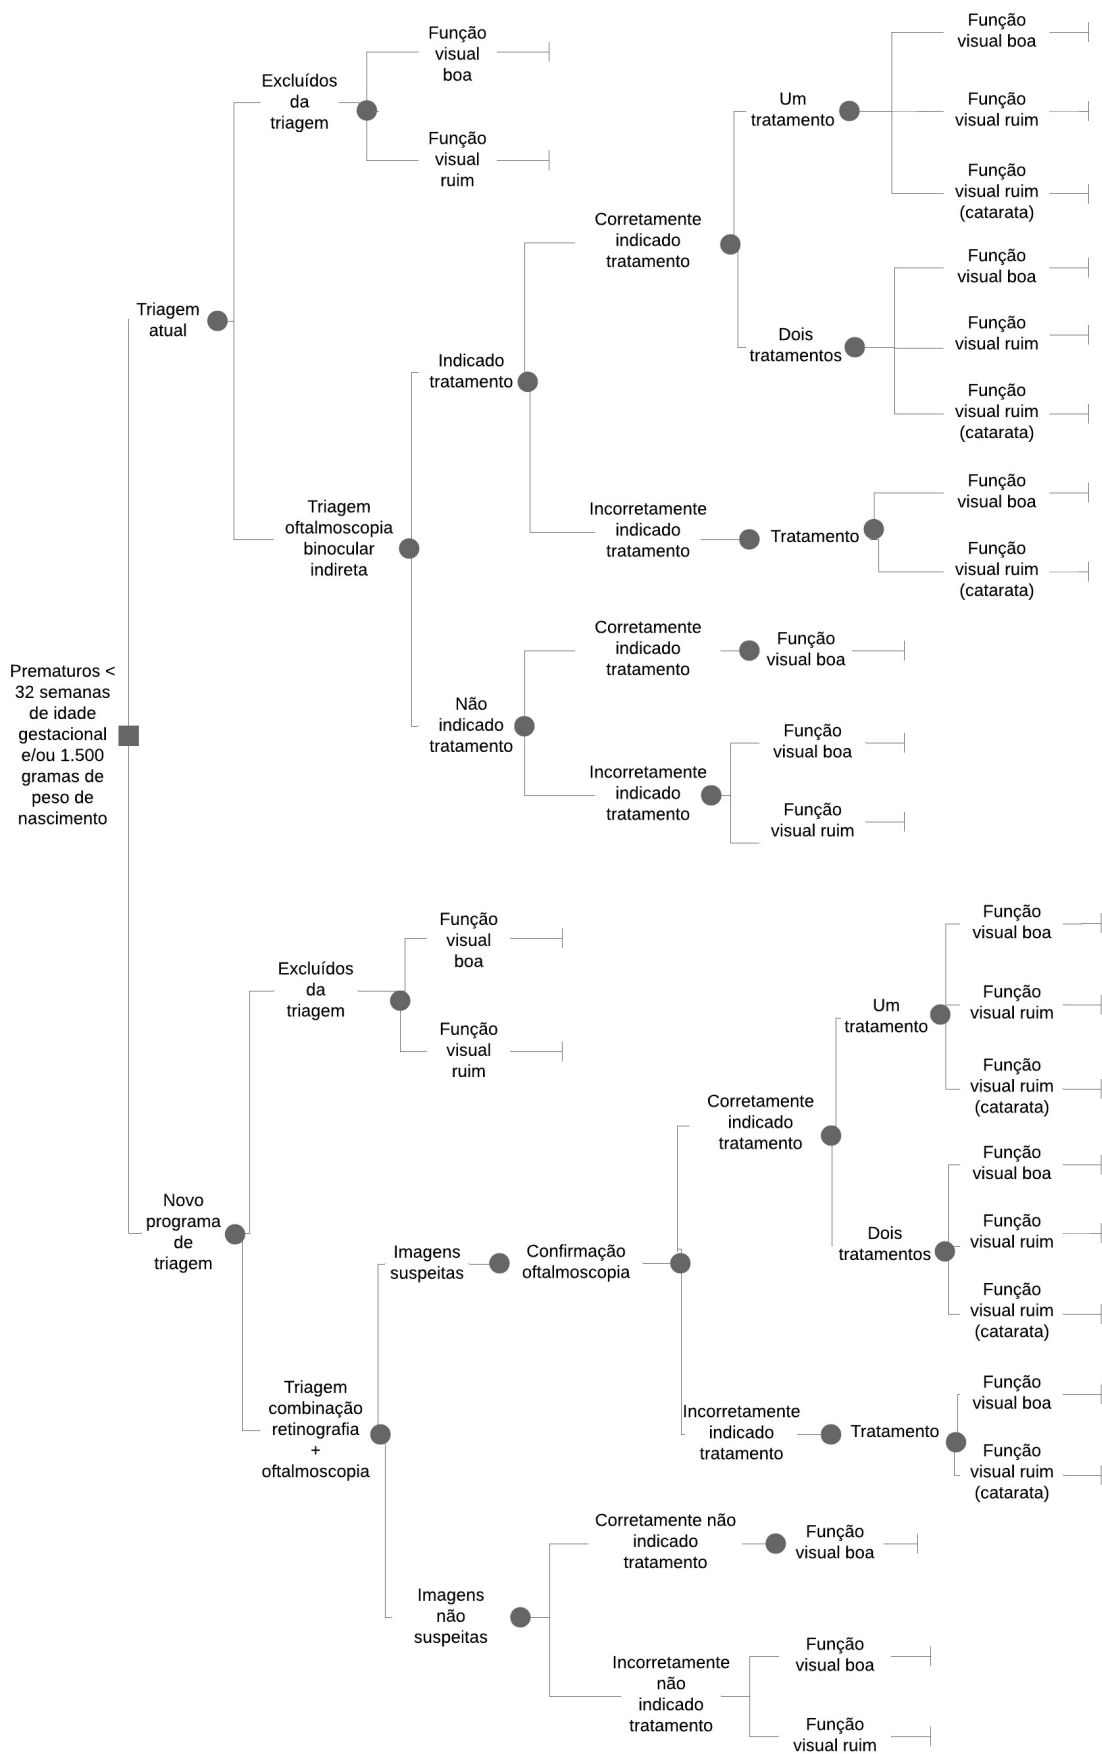 Prematuros <
32 semanas
de idade
gestacional
e/ou 1.500
gramas de
peso de
nascimento
Triagem
atual
Excluídos
da
triagem
Função
visual
boa
Função
visual
ruim
Triagem
oftalmoscopia
binocular
indireta
Indicado
tratamento
Corretamente
indicado
tratamento
Um
tratamento
Função
visual boa
Função
visual ruim
Função
visual ruim
(catarata)
Dois
tratamentos
Função
visual boa
Função
visual ruim
Função
visual ruim
(catarata)
Incorretamente
indicado
tratamento
Tratamento
Função
visual boa
Função
visual ruim
(catarata)
Não
indicado
tratamento
Corretamente
indicado
tratamento
Função
visual boa
Incorretamente
indicado
tratamento
Função
visual boa
Função
visual ruim
Novo
programa
de
triagem
Excluídos
da
triagem
Função
visual
boa
Função
visual
ruim
Triagem
combinação
retinografia
+
oftalmoscopia
Imagens
suspeitas
Confirmação
oftalmoscopia
Corretamente
indicado
tratamento
Um
tratamento
Função
visual boa
Função
visual ruim
Função
visual ruim
(catarata)
Dois
tratamentos
Função
visual boa
Função
visual ruim
Função
visual ruim
(catarata)
Incorretamente
indicado
tratamento
Tratamento
Função
visual boa
Função
visual ruim
(catarata)
Imagens
não
suspeitas
Corretamente não
indicado
tratamento
Função
visual boa
Incorretamente
não
indicado
tratamento
Função
visual boa
Função
visual ruim